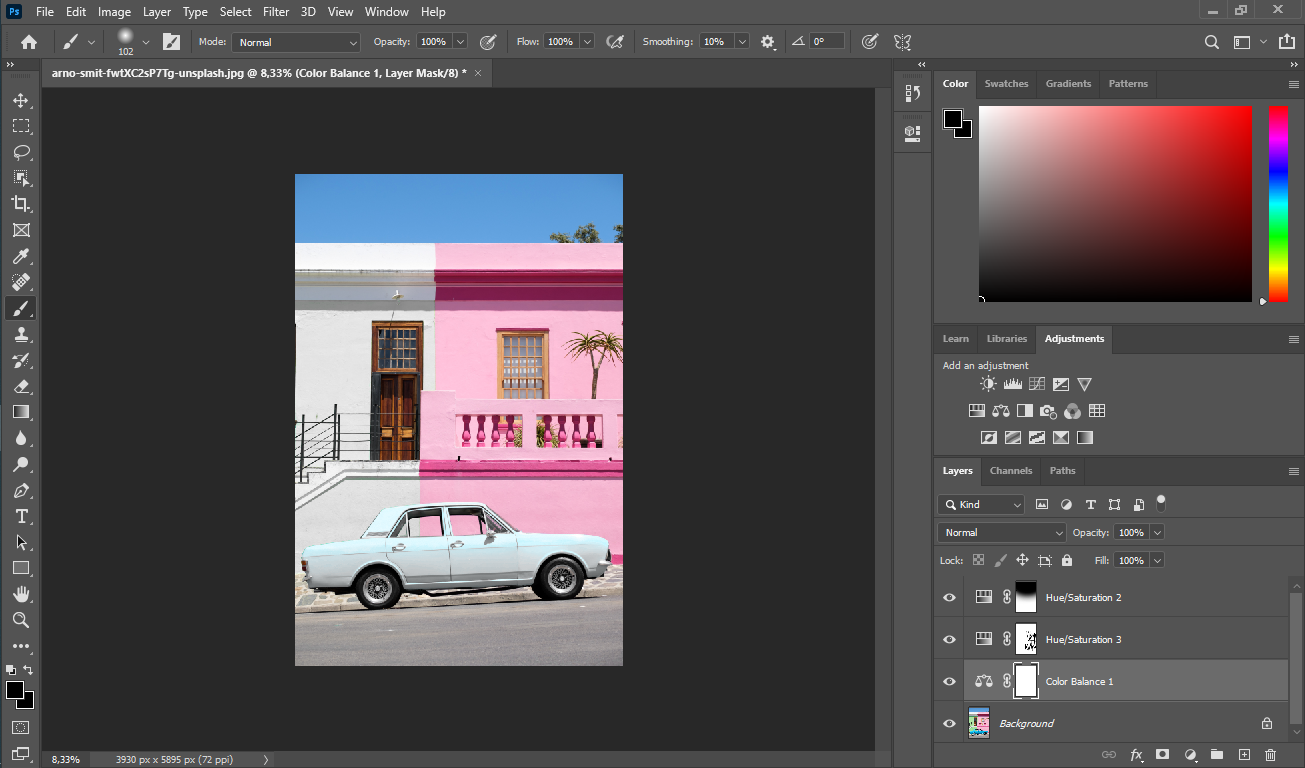 Ps File Edit Image Layer Type Select Filter 3D View Window Help
102 Mode: Normal Opacity: 100% Flow: 100% Smoothing: 10% 0°
arno-smit-fwtXC2sP7Tg-unsplash.jpg @ 8,33% (Color Balance 1, Layer Mask/8) * ×
Color Swatches Gradients Patterns
Learn Libraries Adjustments
Add an adjustment
Layers Channels Paths
Kind
Normal Opacity: 100%
Lock: Fill: 100%
Hue/Saturation 2
Hue/Saturation 3
Color Balance 1
Background
8,33% 3930 px x 5895 px (72 ppi)